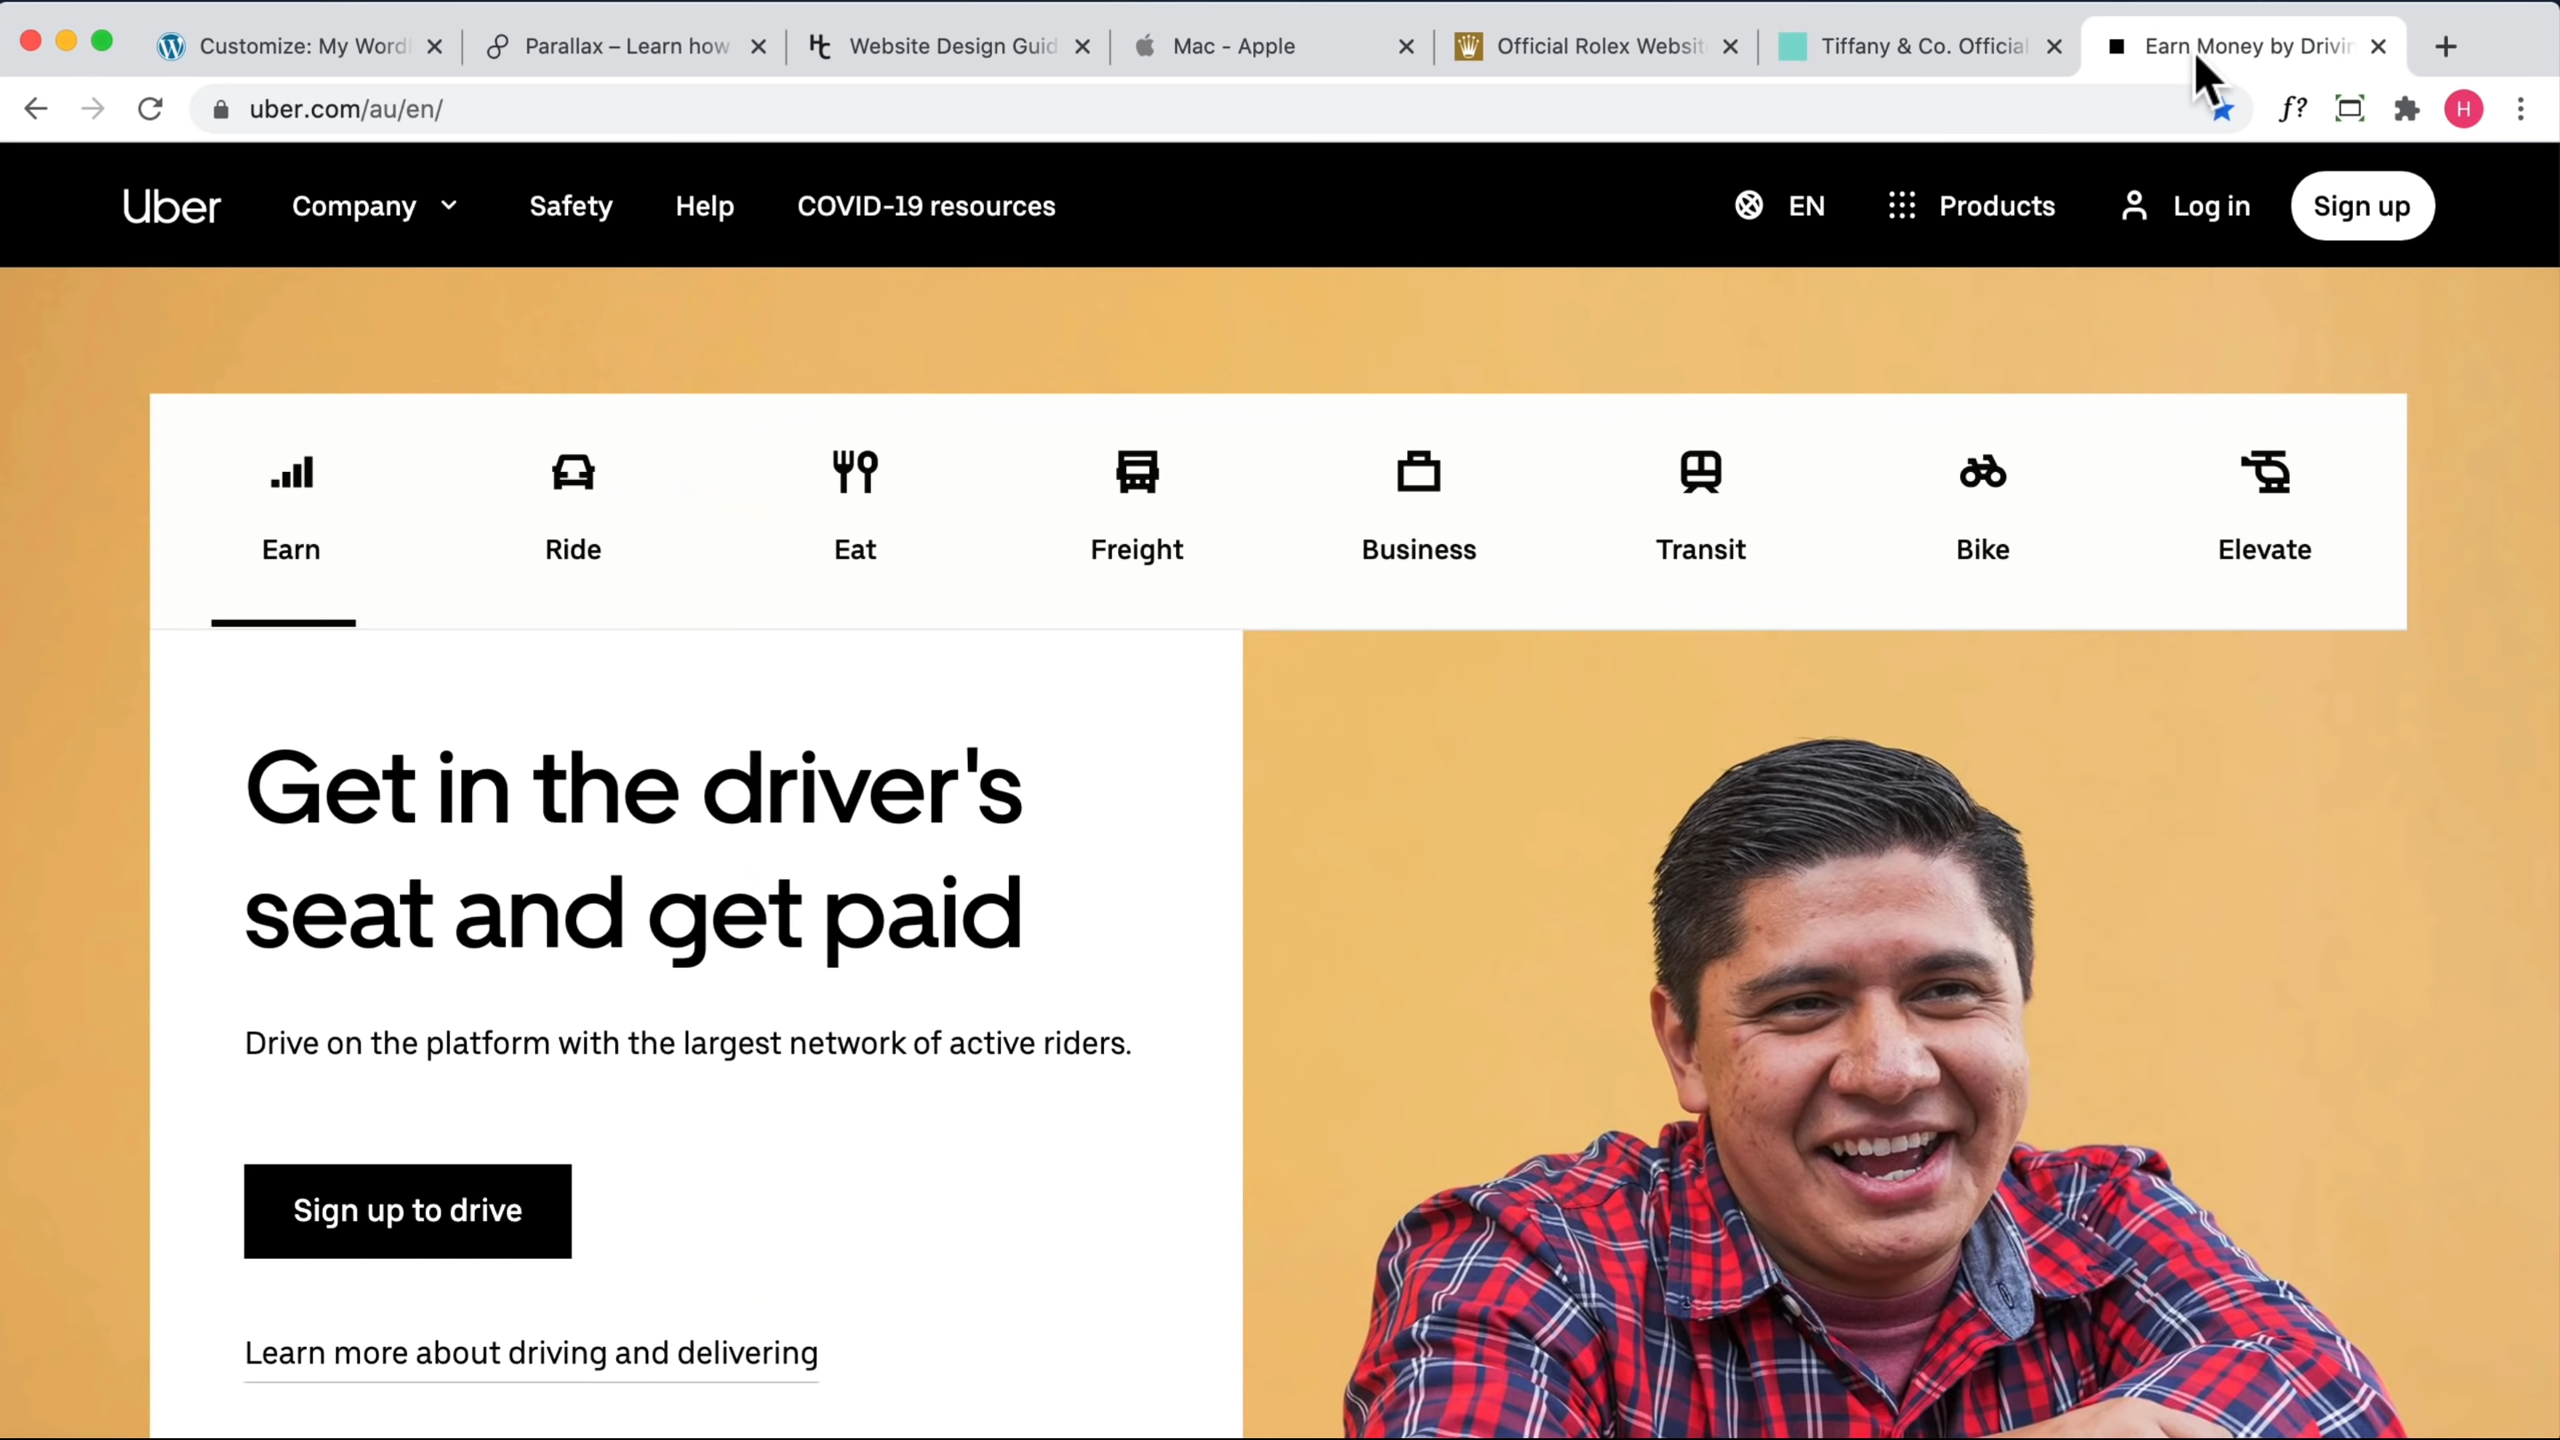 Customize: My Word
Parallax – Learn how
Website Design Guid
Mac - Apple
Official Rolex Websit
Tiffany & Co. Official
Earn Money by Drivin
uber.com/au/en/
f?
H
Uber
Company
Safety
Help
COVID-19 resources
EN
Products
Log in
Sign up
Earn
Ride
Eat
Freight
Business
Transit
Bike
Elevate
Get in the driver's
seat and get paid
Drive on the platform with the largest network of active riders.
Sign up to drive
Learn more about driving and delivering